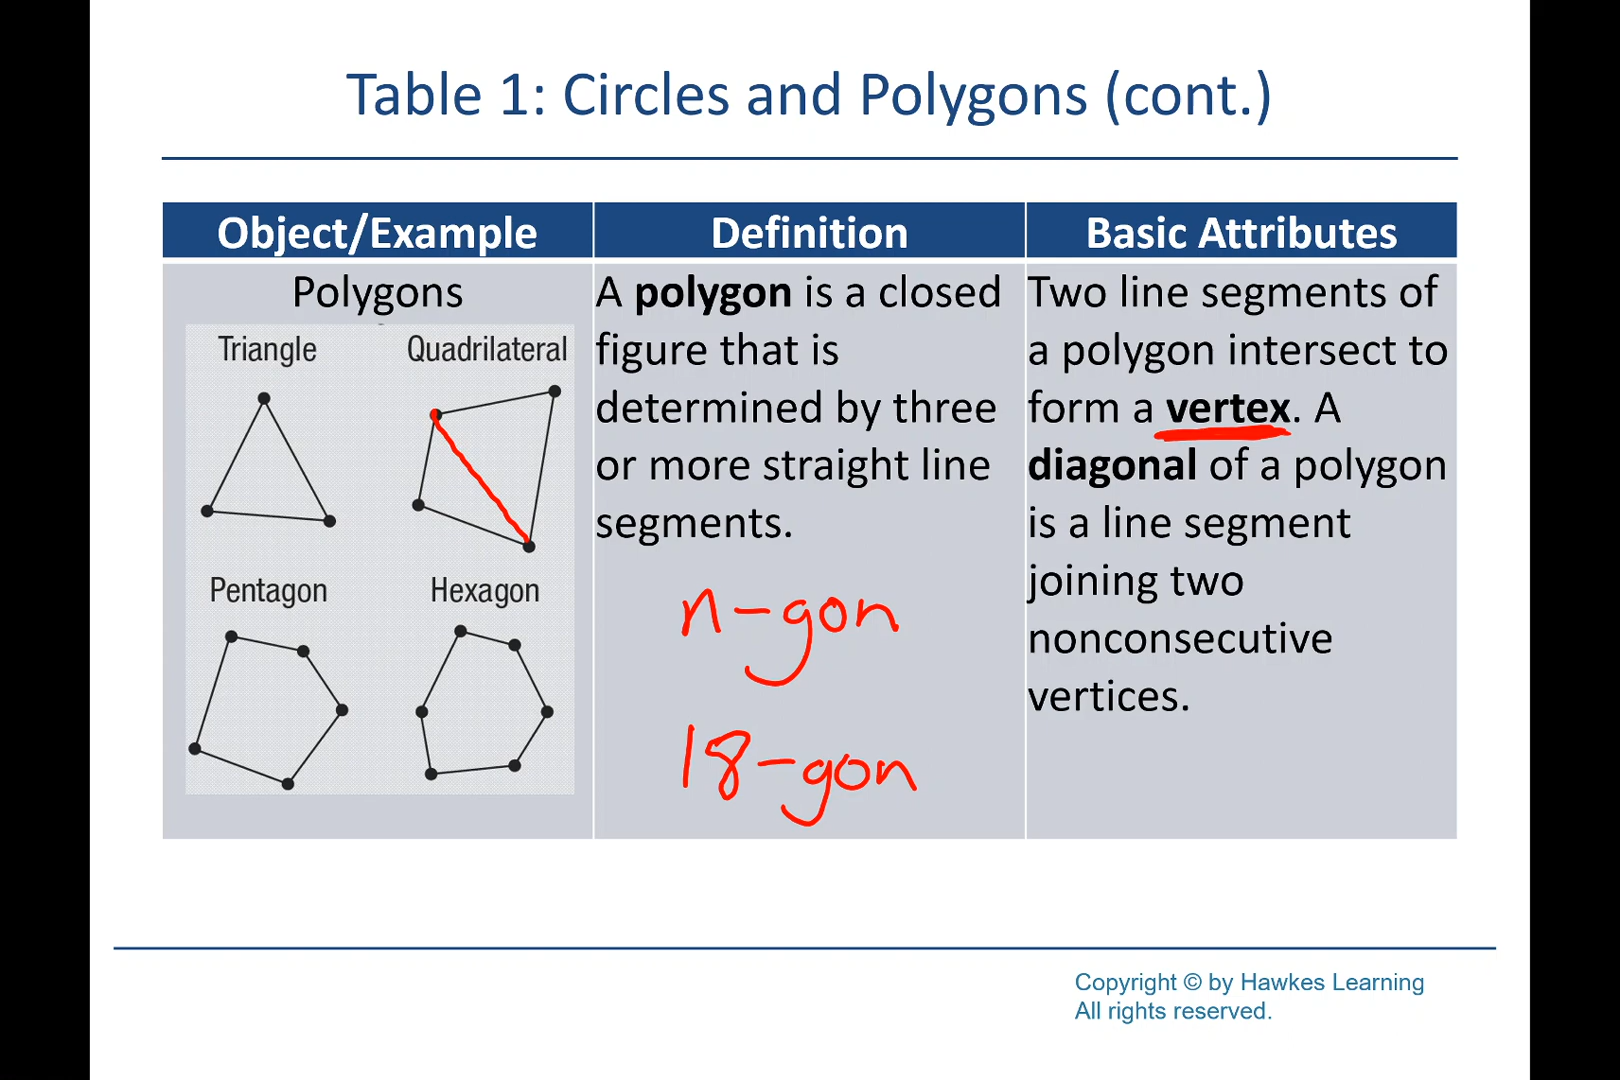 Table 1: Circles and Polygons (cont.)
Object/Example
Definition
Basic Attributes
Polygons
Triangle
Quadrilateral
Pentagon
Hexagon
A polygon is a closed
figure that is
determined by three
or more straight line
segments.
n-gon
18-gon
Two line segments of
a polygon intersect to
form a vertex. A
diagonal of a polygon
is a line segment
joining two
nonconsecutive
vertices.
Copyright © by Hawkes Learning
All rights reserved.